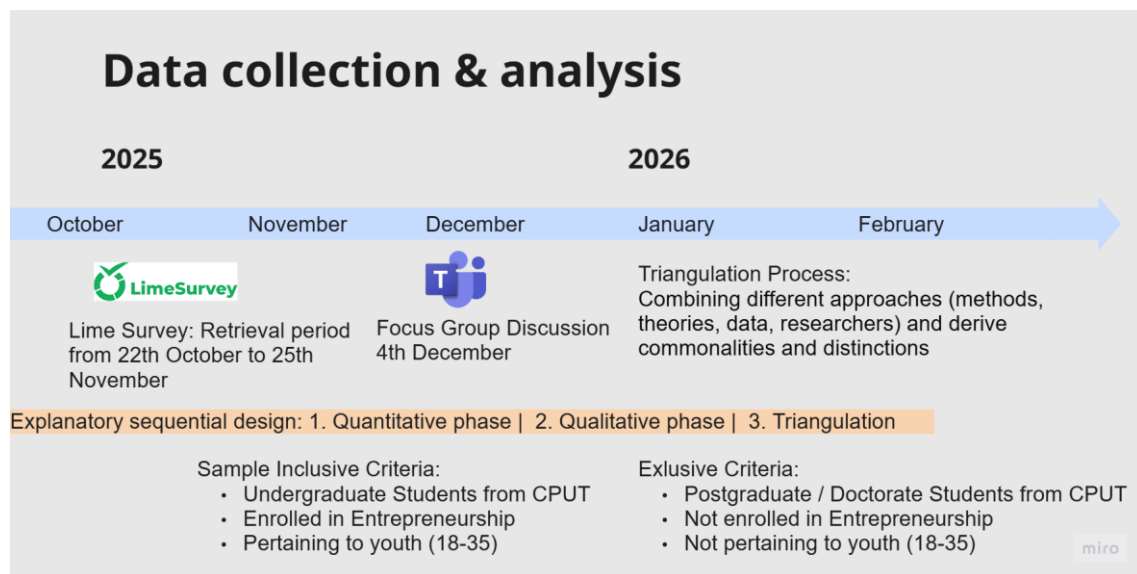 Data collection & analysis
2025
2026
October
November
December
January
February
LimeSurvey
T
Lime Survey: Retrieval period
from 22th October to 25th
November
Focus Group Discussion
4th December
Triangulation Process:
Combining different approaches (methods,
theories, data, researchers) and derive
commonalities and distinctions
Explanatory sequential design: 1. Quantitative phase | 2. Qualitative phase | 3. Triangulation
Sample Inclusive Criteria:
• Undergraduate Students from CPUT
• Enrolled in Entrepreneurship
• Pertaining to youth (18-35)
Exlusive Criteria:
• Postgraduate / Doctorate Students from CPUT
• Not enrolled in Entrepreneurship
• Not pertaining to youth (18-35)
miro